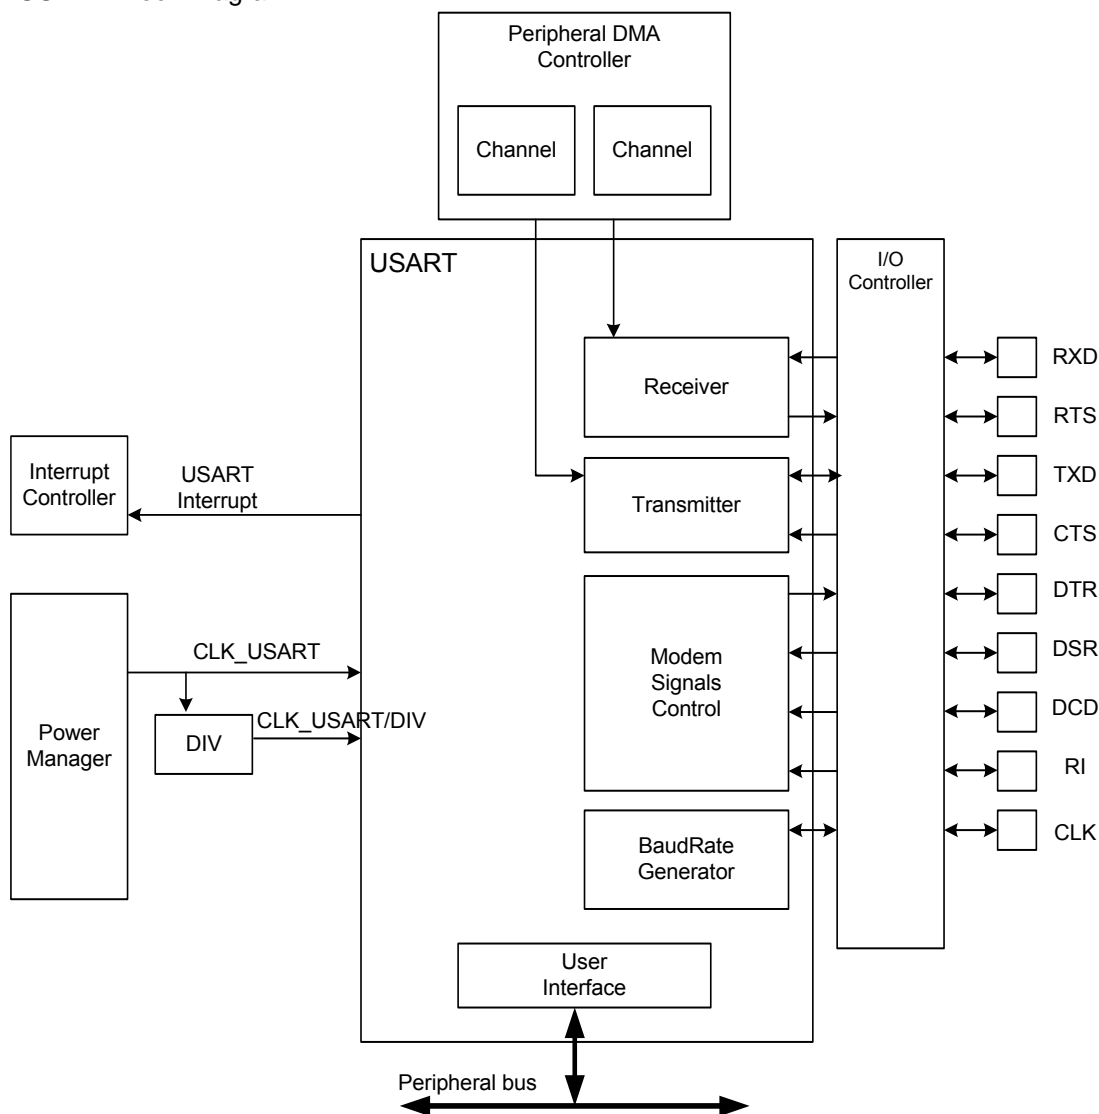 Peripheral DMA
Controller
Channel
Channel
USART
I/O
Controller
Receiver
RXD
RTS
Interrupt
Controller
USART
Interrupt
Transmitter
TXD
CTS
DTR
CLK_USART
Modem
Signals
Control
DSR
CLK_USART/DIV
DCD
Power
Manager
DIV
RI
BaudRate
Generator
CLK
User
Interface
Peripheral bus